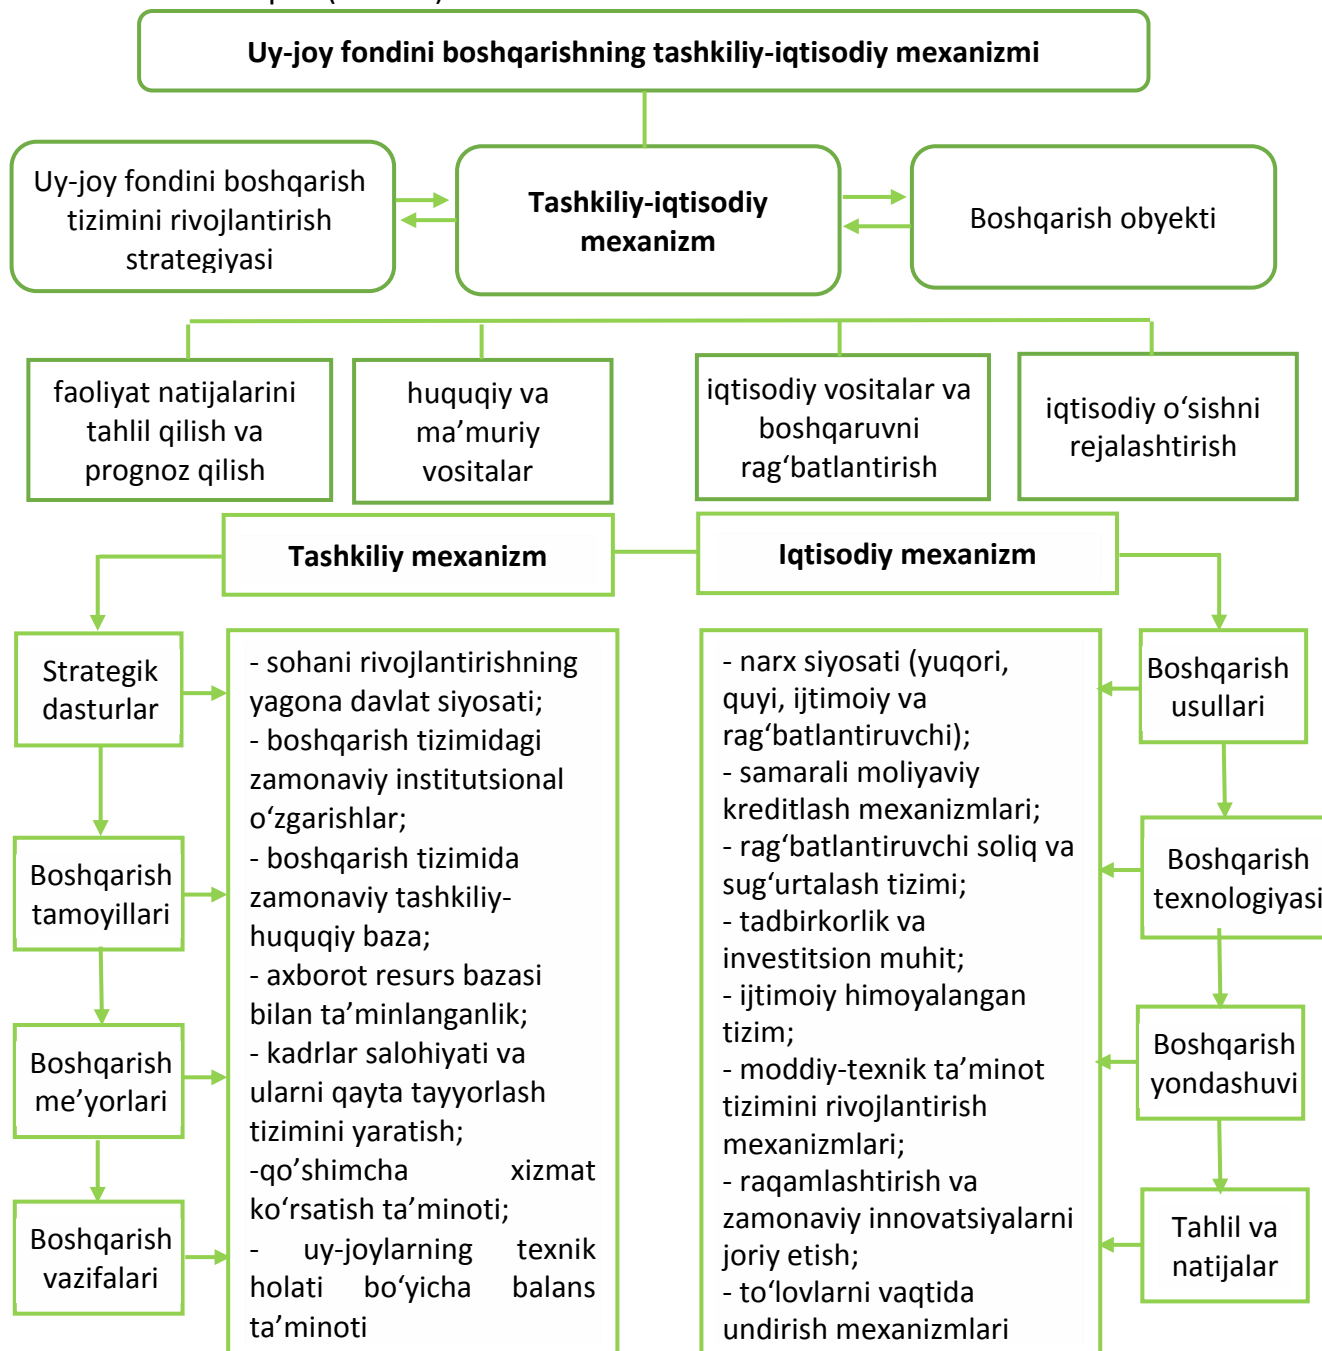 Uy-joy fondini boshqarishning tashkiliy-iqtisodiy mexanizmi
Uy-joy fondini boshqarish
tizimini rivojlantirish
strategiyasi
Tashkiliy-iqtisodiy
mexanizm
Boshqarish obyekti
faoliyat natijalarini
tahlil qilish va
prognoz qilish
huquqiy va
ma’muriy
vositalar
iqtisodiy vositalar va
boshqaruvni
rag‘batlantirish
iqtisodiy o‘sishni
rejalashtirish
Tashkiliy mexanizm
Iqtisodiy mexanizm
Strategik
dasturlar
Boshqarish
tamoyillari
Boshqarish
me’yorlari
Boshqarish
vazifalari
- sohani rivojlantirishning
yagona davlat siyosati;
- boshqarish tizimidagi
zamonaviy institutsional
o‘zgarishlar;
- boshqarish tizimida
zamonaviy tashkiliy-
huquqiy baza;
- axborot resurs bazasi
bilan ta’minlanganlik;
- kadrlar salohiyati va
ularni qayta tayyorlash
tizimini yaratish;
-qo’shimcha xizmat
ko‘rsatish ta’minoti;
- uy-joylarning texnik
holati bo‘yicha balans
ta’minoti
- narx siyosati (yuqori,
quyi, ijtimoiy va
rag‘batlantiruvchi);
- samarali moliyaviy
kreditlash mexanizmlari;
- rag‘batlantiruvchi soliq va
sug‘urtalash tizimi;
- tadbirkorlik va
investitsion muhit;
- ijtimoiy himoyalangan
tizim;
- moddiy-texnik ta’minot
tizimini rivojlantirish
mexanizmlari;
- raqamlashtirish va
zamonaviy innovatsiyalarni
joriy etish;
- to‘lovlarni vaqtida
undirish mexanizmlari
Boshqarish
usullari
Boshqarish
texnologiyasi
Boshqarish
yondashuvi
Tahlil va
natijalar